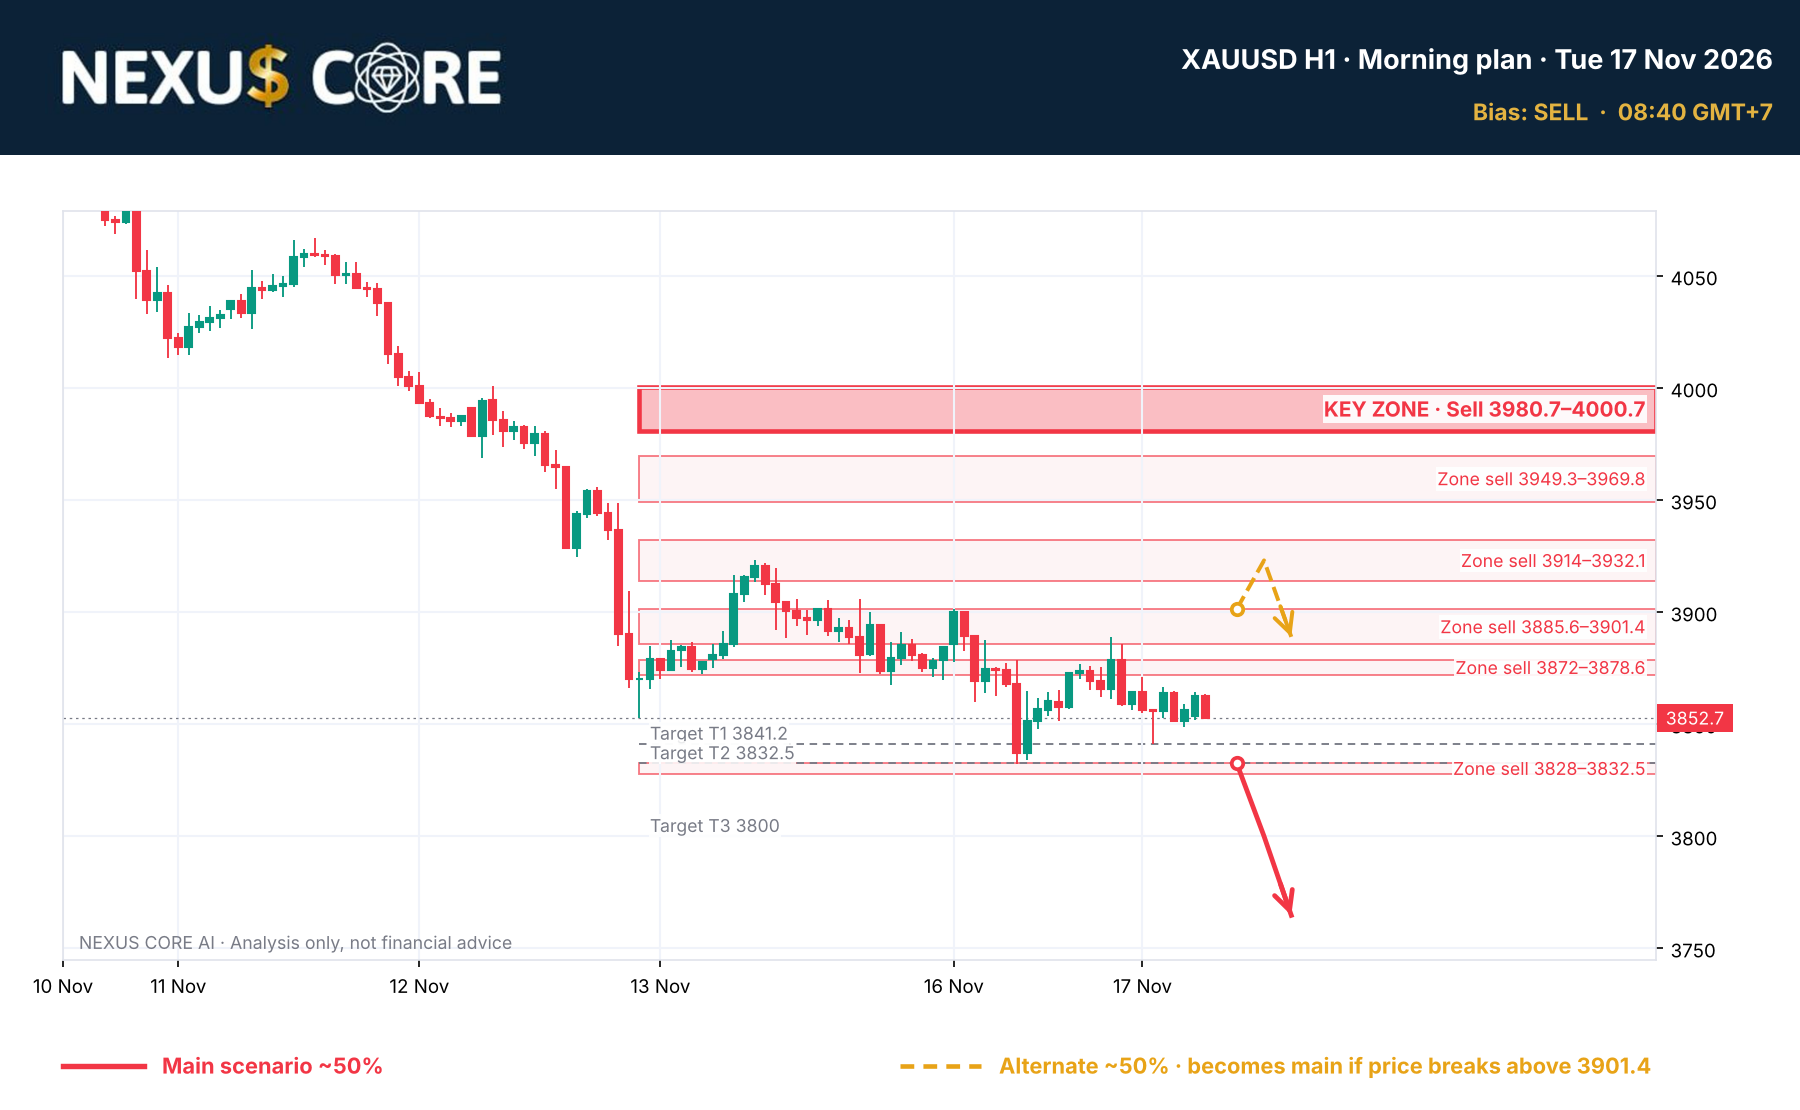 NEXU$ CORE
XAUUSD H1 · Morning plan · Tue 17 Nov 2026
Bias: SELL · 08:40 GMT+7
4050
4000
KEY ZONE · Sell 3980.7–4000.7
Zone sell 3949.3–3969.8
3950
Zone sell 3914–3932.1
3900
Zone sell 3885.6–3901.4
Zone sell 3872–3878.6
3852.7
Target T1 3841.2
Target T2 3832.5
Zone sell 3828–3832.5
Target T3 3800
3800
NEXUS CORE AI · Analysis only, not financial advice
3750
10 Nov 11 Nov 12 Nov 13 Nov 16 Nov 17 Nov
Main scenario ~50%
Alternate ~50% · becomes main if price breaks above 3901.4